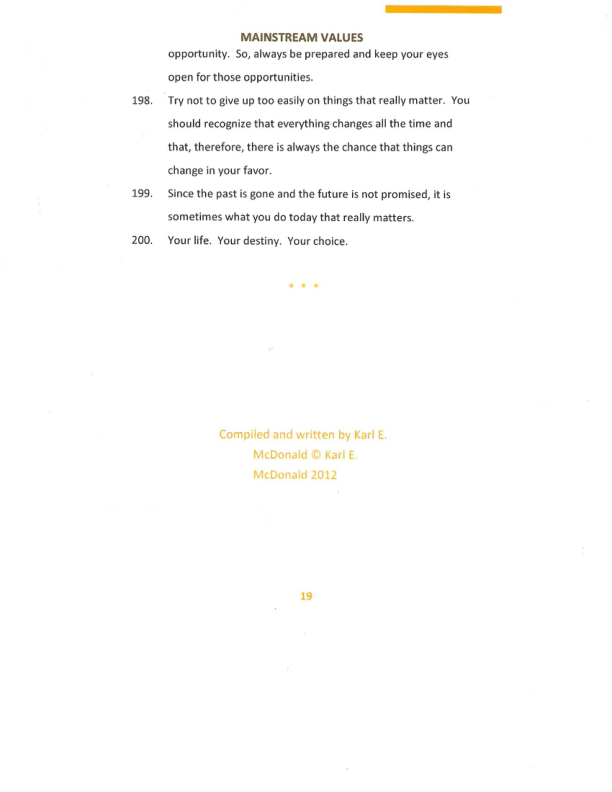 MAINSTREAM VALUES
opportunity. So, always be prepared and keep your eyes
open for those opportunities.
198. Try not to give up too easily on things that really matter. You
should recognize that everything changes all the time and
that, therefore, there is always the chance that things can
change in your favor.
199. Since the past is gone and the future is not promised, it is
sometimes what you do today that really matters.
200. Your life. Your destiny. Your choice.
* * *
Compiled and written by Karl E.
McDonald © Karl E.
McDonald 2012
19